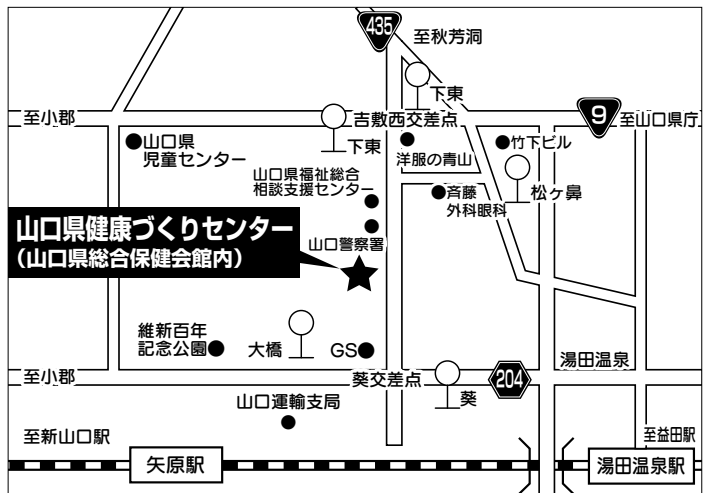 435
至秋芳洞
下東
9
至小郡
吉敷西交差点
至山口県庁
山口県
児童センター
下東
洋服の青山
竹下ビル
山口県福祉総合
相談支援センター
松ヶ鼻
斉藤
外科眼科
山口県健康づくりセンター
(山口県総合保健会館内)
山口警察署
維新百年
記念公園
大橋
GS
湯田温泉
至小郡
葵交差点
204
葵
山口運輸支局
至新山口駅
至益田駅
矢原駅
湯田温泉駅